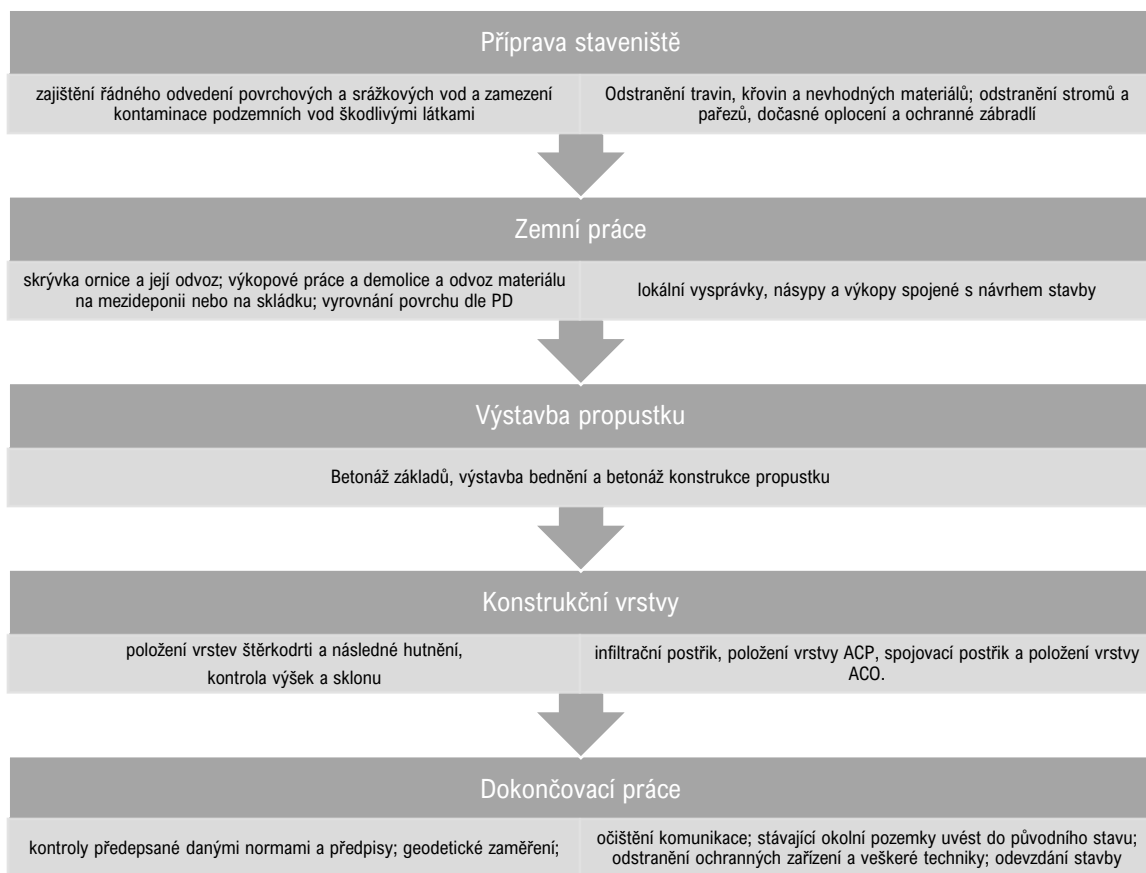 Příprava staveniště
zajištění řádného odvedení povrchových a srážkových vod a zamezení
kontaminace podzemních vod škodlivými látkami
Odstranění travin, křovin a nevhodných materiálů; odstranění stromů a
pařezů, dočasné oplocení a ochranné zábradlí
Zemní práce
skrývka ornice a její odvoz; výkopové práce a demolice a odvoz materiálu
na mezideponii nebo na skládku; vyrovnání povrchu dle PD
lokální vysprávky, násypy a výkopy spojené s návrhem stavby
Výstavba propustku
Betonáž základů, výstavba bednění a betonáž konstrukce propustku
Konstrukční vrstvy
položení vrstev štěrkodrti a následné hutnění,
kontrola výšek a sklonu
infiltrační postřik, položení vrstvy ACP, spojovací postřik a položení vrstvy
ACO.
Dokončovací práce
kontroly předepsané danými normami a předpisy; geodetické zaměření;
očištění komunikace; stávající okolní pozemky uvést do původního stavu;
odstranění ochranných zařízení a veškeré techniky; odevzdání stavby